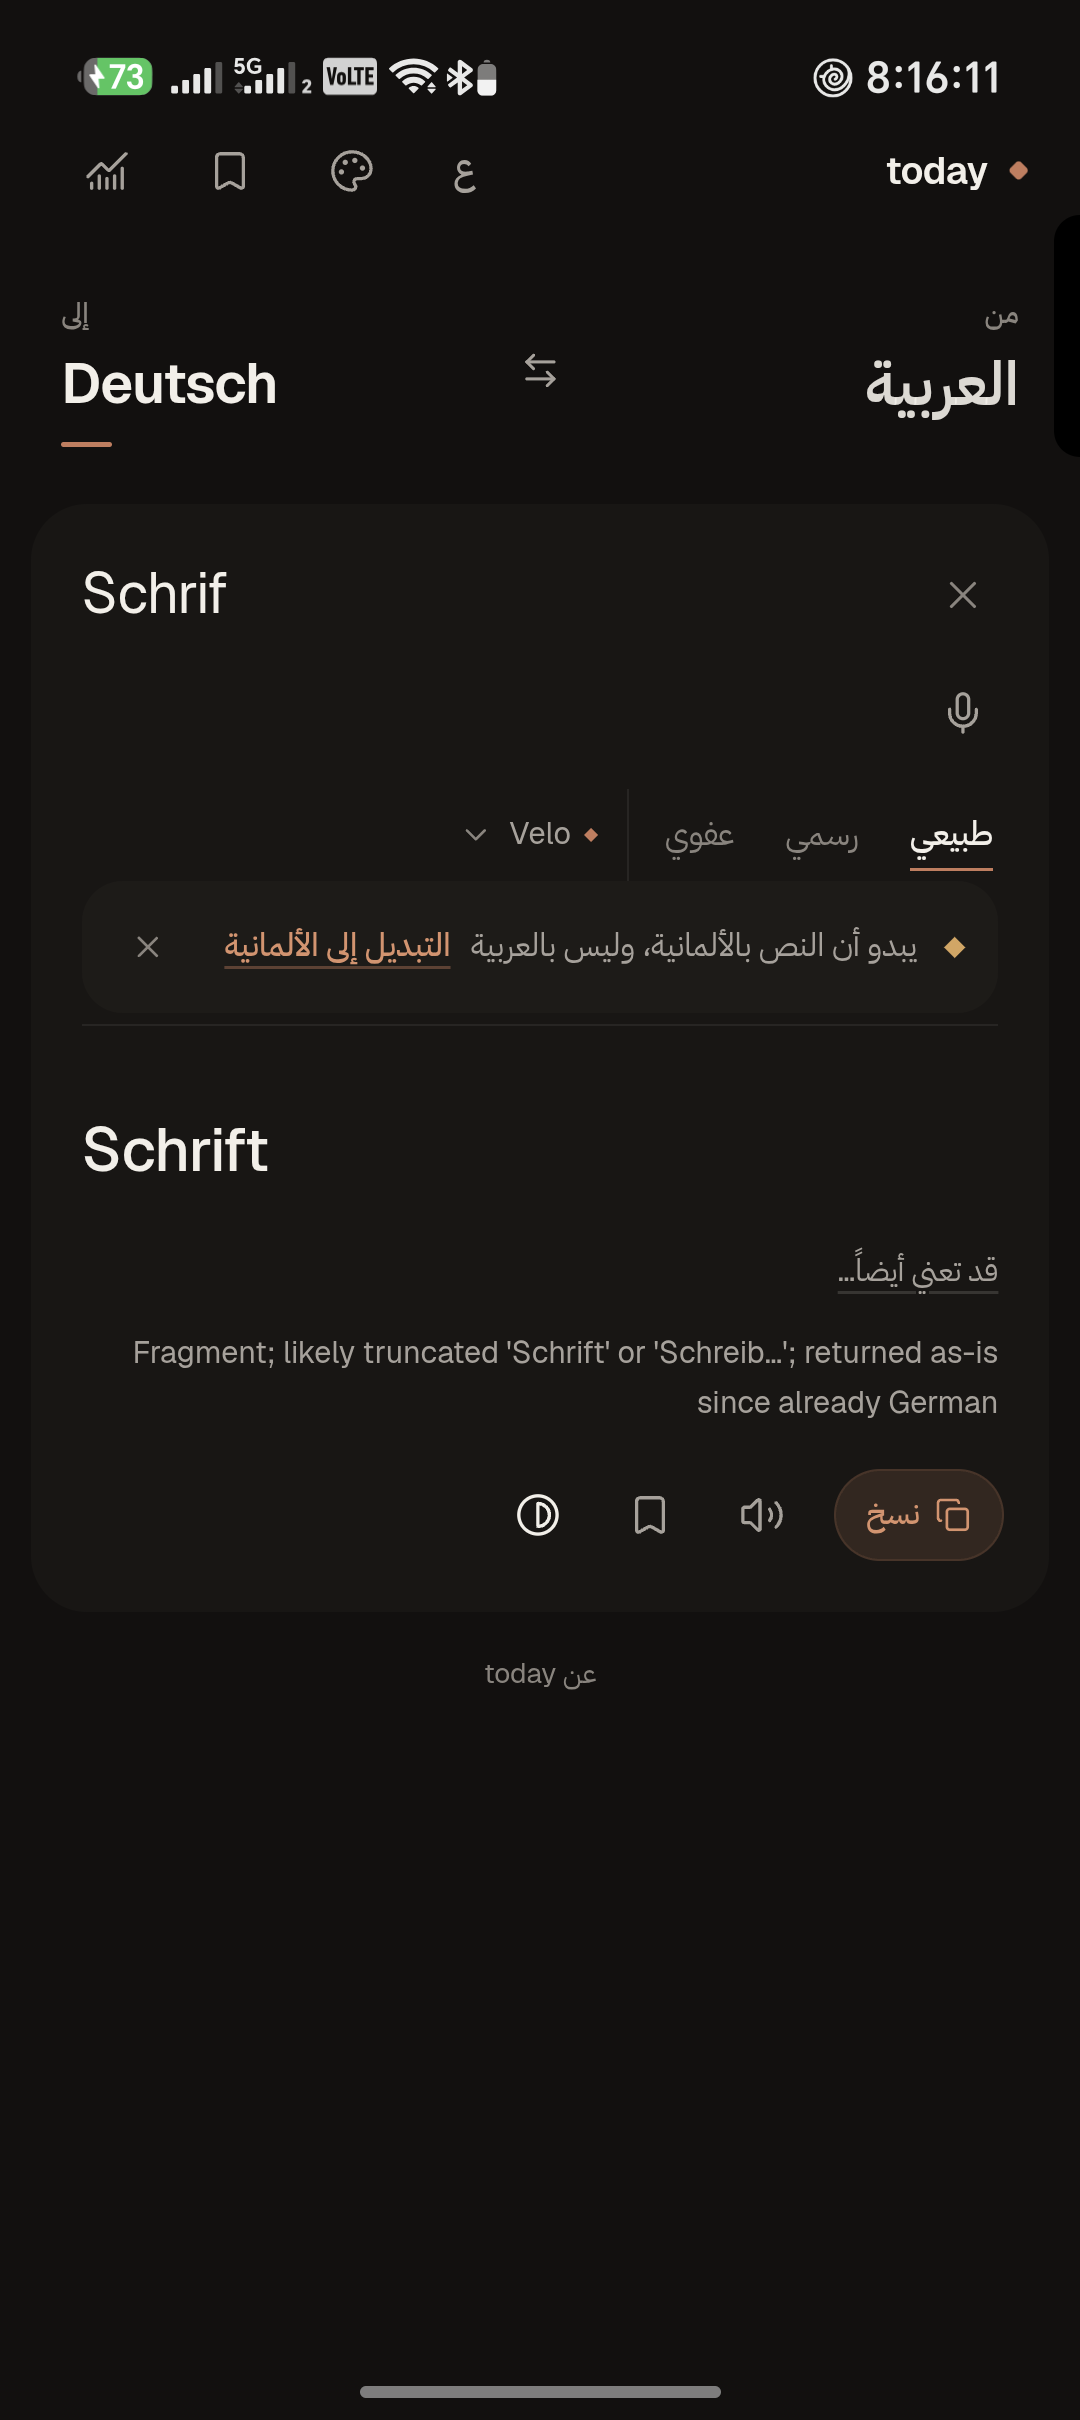 73
5G
2
VoLTE
8:16:11
ع
today
من
إلى
العربية
Deutsch
Schrif
طبيعي رسمي عفوي Velo
يبدو أن النص بالألمانية، وليس بالعربية التبديل إلى الألمانية
Schrift
قد تعني أيضاً...
Fragment; likely truncated 'Schrift' or 'Schreib...'; returned as-is
since already German
نسخ
عن today